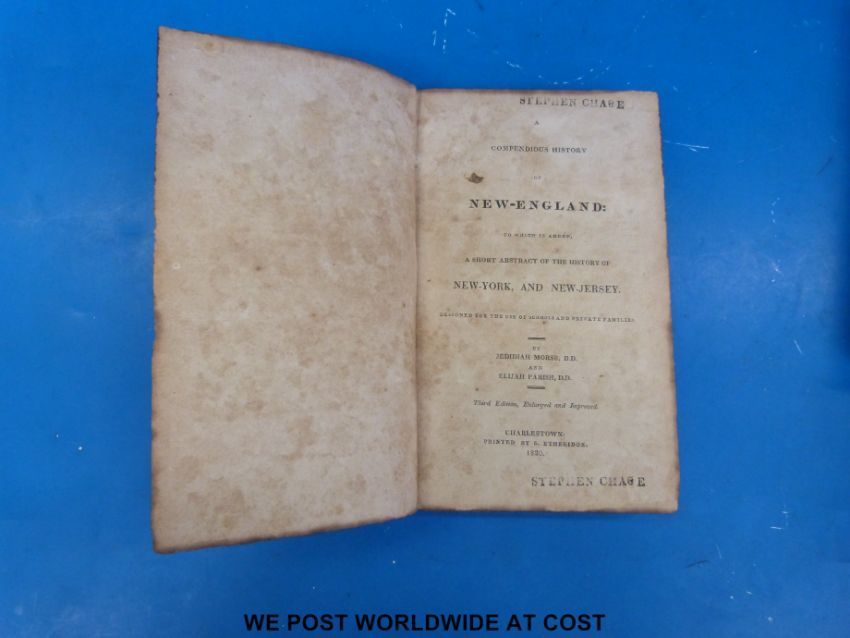 STEPHEN CHASE
A
COMPENDIOUS HISTORY
OF
NEW-ENGLAND:
TO WHICH IS ADDED,
A SHORT ABSTRACT OF THE HISTORY OF
NEW-YORK, AND NEW-JERSEY.
DESIGNED FOR THE USE OF SCHOOLS AND PRIVATE FAMILIES
BY
JEDIDIAH MORSE, D.D.
AND
ELIJAH PARISH, D.D.
Third Edition, Enlarged and Improved.
CHARLESTOWN:
PRINTED BY S. ETHERIDGE.
1820.
STEPHEN CHASE
WE POST WORLDWIDE AT COST